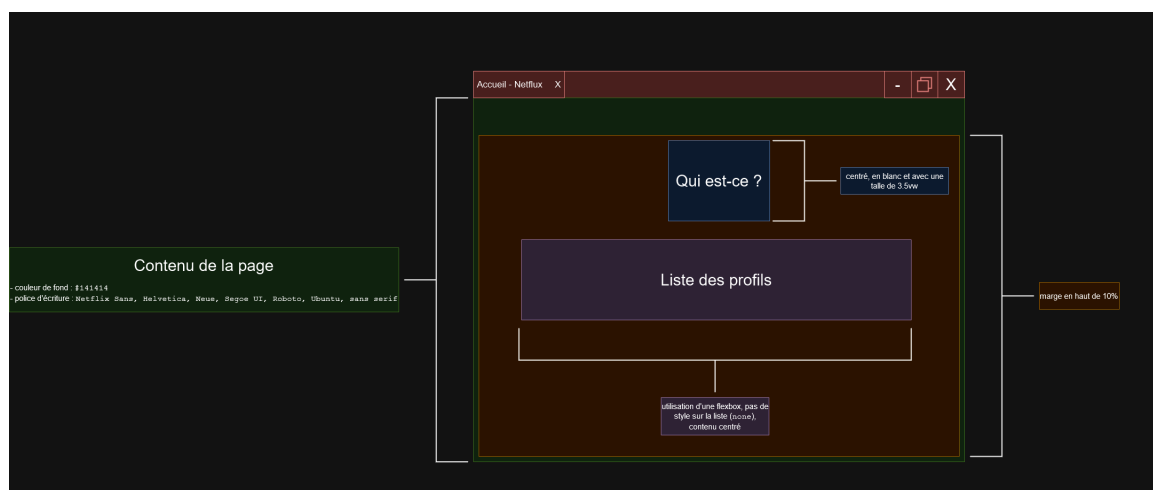 Accueil - Netflux X
- X
Qui est-ce ?
centré, en blanc et avec une
talle de 3.5vw
Contenu de la page
- couleur de fond : #141414
- police d'écriture : Netflix Sans, Helvetica, Neue, Segoe UI, Roboto, Ubuntu, sans serif
Liste des profils
marge en haut de 10%
utilisation d'une flexbox, pas de
style sur la liste (none),
contenu centré